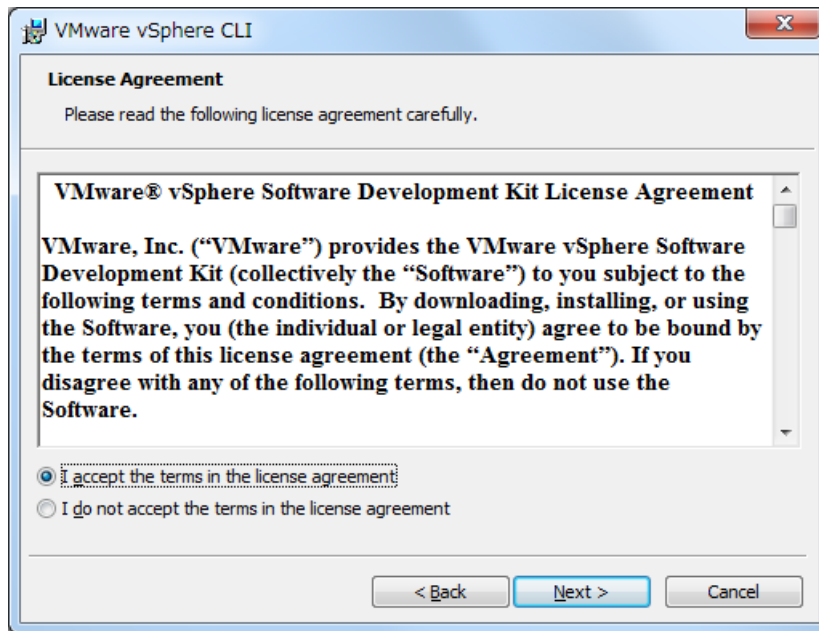 VMware vSphere CLI
License Agreement
Please read the following license agreement carefully.
VMware® vSphere Software Development Kit License Agreement
VMware, Inc. (“VMware”) provides the VMware vSphere Software
Development Kit (collectively the “Software”) to you subject to the
following terms and conditions.  By downloading, installing, or using
the Software, you (the individual or legal entity) agree to be bound by
the terms of this license agreement (the “Agreement”). If you
disagree with any of the following terms, then do not use the
Software.
I accept the terms in the license agreement
I do not accept the terms in the license agreement
< Back
Next >
Cancel